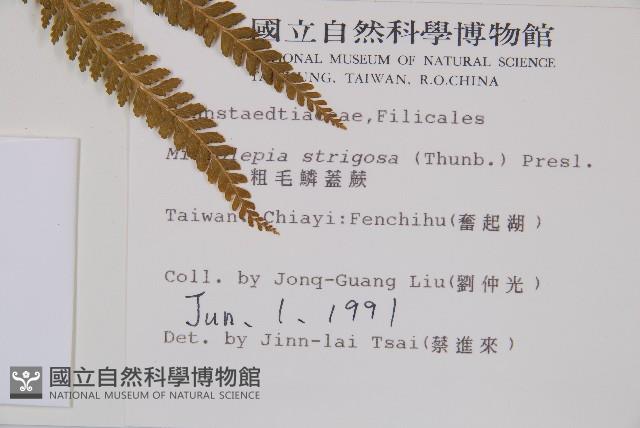 國立自然科學博物館
NATIONAL MUSEUM OF NATURAL SCIENCE
TAIWAN, R.O.CHINA
Filicales
strigosa (Thunb.) Presl.
粗毛鱗蓋蕨
Taiwan Chiayi:Fenchihu(奮起湖)
Coll. by Jonq-Guang Liu(劉仲光)
Jun. 1. 1991
Det. by Jinn-lai Tsai(蔡進來)
國立自然科學博物館
NATIONAL MUSEUM OF NATURAL SCIENCE